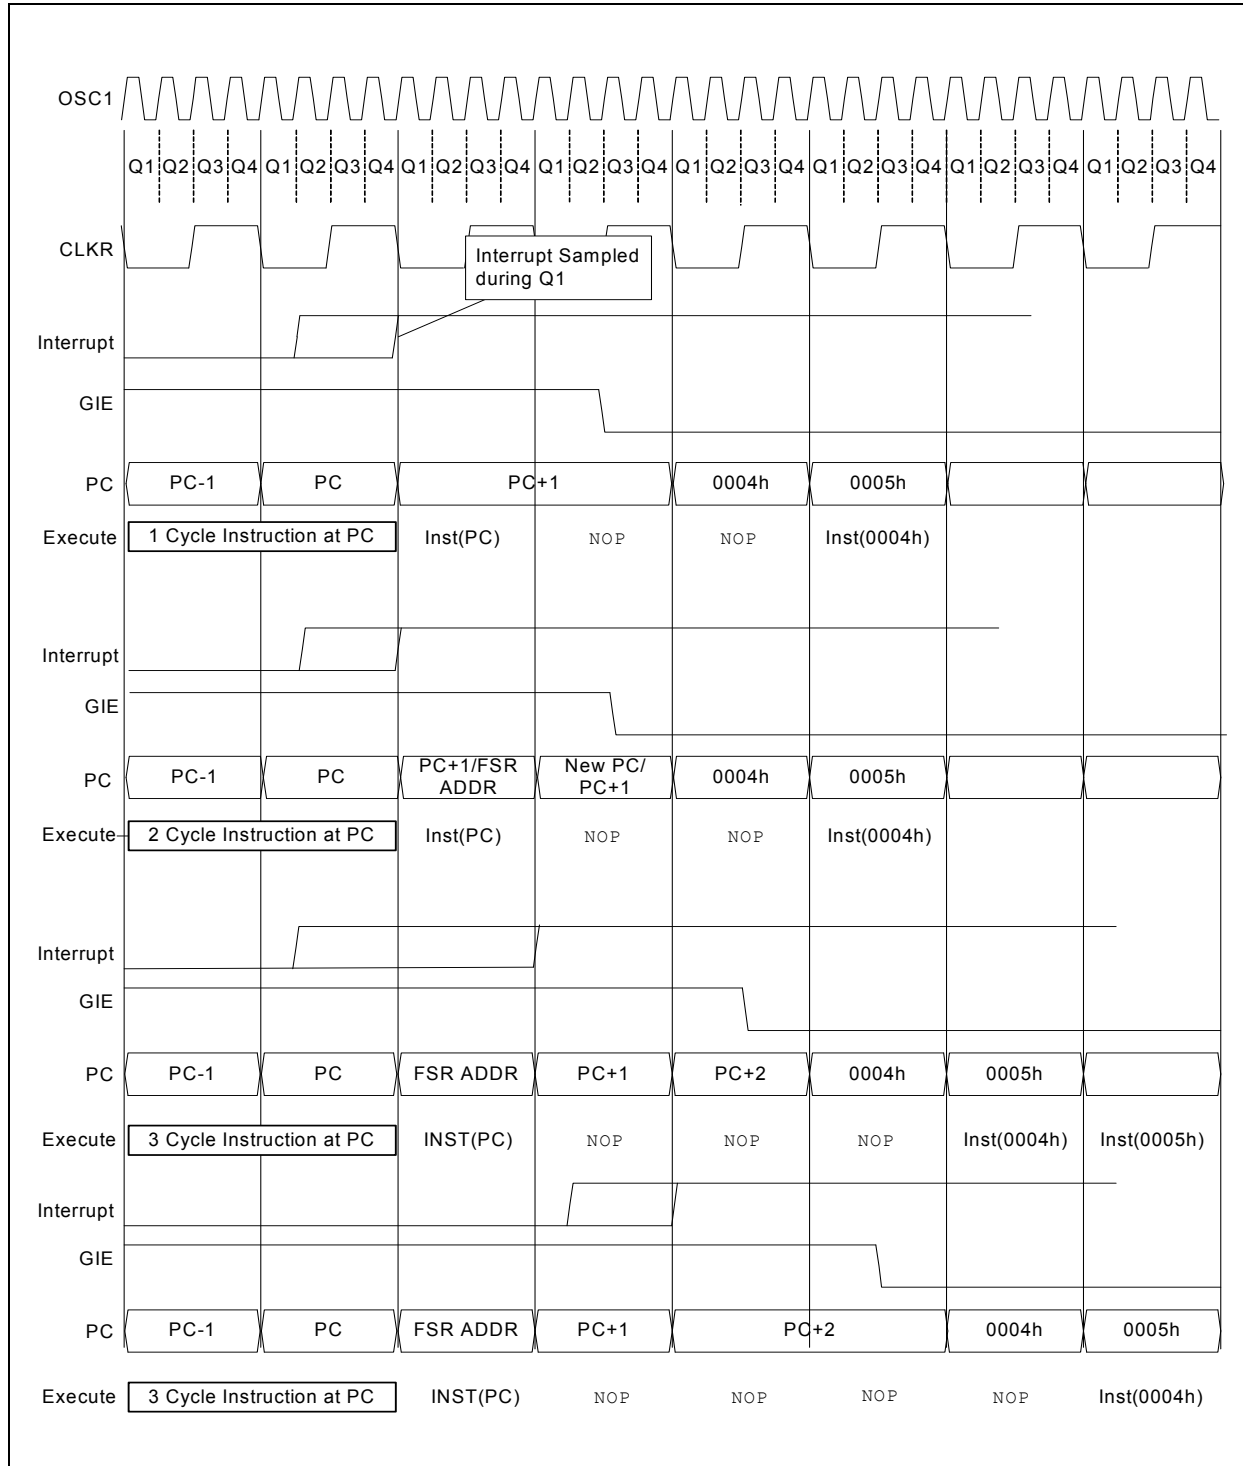 OSC1
Q1 Q2 Q3 Q4 Q1 Q2 Q3 Q4 Q1 Q2 Q3 Q4 Q1 Q2 Q3 Q4 Q1 Q2 Q3 Q4 Q1 Q2 Q3 Q4 Q1 Q2 Q3 Q4 Q1 Q2 Q3 Q4
CLKR
Interrupt Sampled
during Q1
Interrupt
GIE
PC PC-1 PC PC+1 0004h 0005h
Execute 1 Cycle Instruction at PC Inst(PC) NOP NOP Inst(0004h)
Interrupt
GIE
PC PC-1 PC PC+1/FSR ADDR New PC/ PC+1 0004h 0005h
Execute 2 Cycle Instruction at PC Inst(PC) NOP NOP Inst(0004h)
Interrupt
GIE
PC PC-1 PC FSR ADDR PC+1 PC+2 0004h 0005h
Execute 3 Cycle Instruction at PC INST(PC) NOP NOP NOP Inst(0004h) Inst(0005h)
Interrupt
GIE
PC PC-1 PC FSR ADDR PC+1 PC+2 0004h 0005h
Execute 3 Cycle Instruction at PC INST(PC) NOP NOP NOP NOP Inst(0004h)